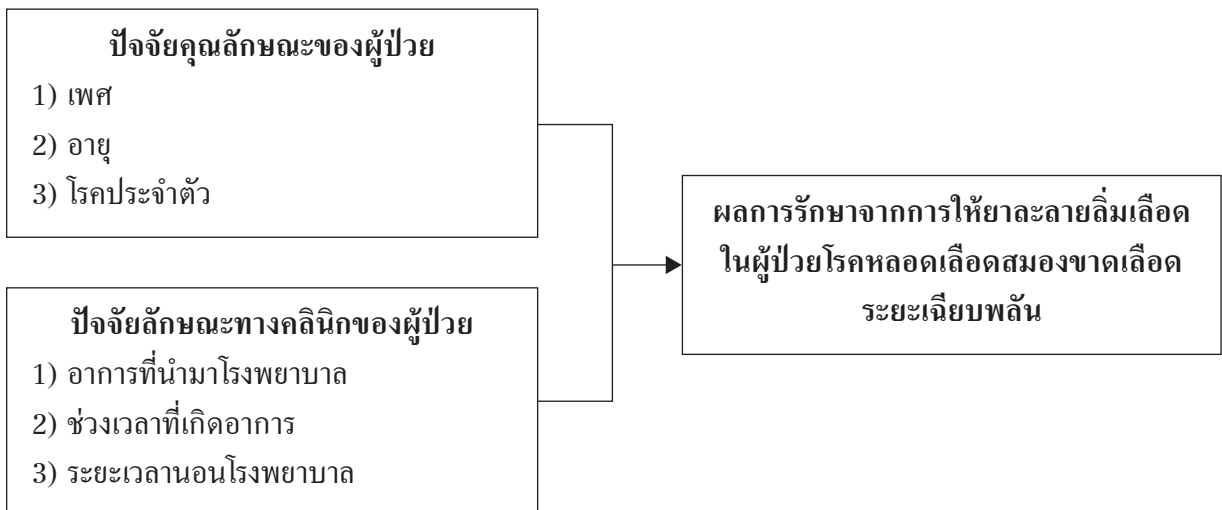 ปัจจัยคุณลักษณะของผู้ป่วย
1) เพศ
2) อายุ
3) โรคประจำตัว
ปัจจัยลักษณะทางคลินิกของผู้ป่วย
1) อาการที่นำมาโรงพยาบาล
2) ช่วงเวลาที่เกิดอาการ
3) ระยะเวลานอนโรงพยาบาล
ผลการรักษาจากการให้ยาละลายลิ่มเลือด
ในผู้ป่วยโรคหลอดเลือดสมองขาดเลือด
ระยะเฉียบพลัน